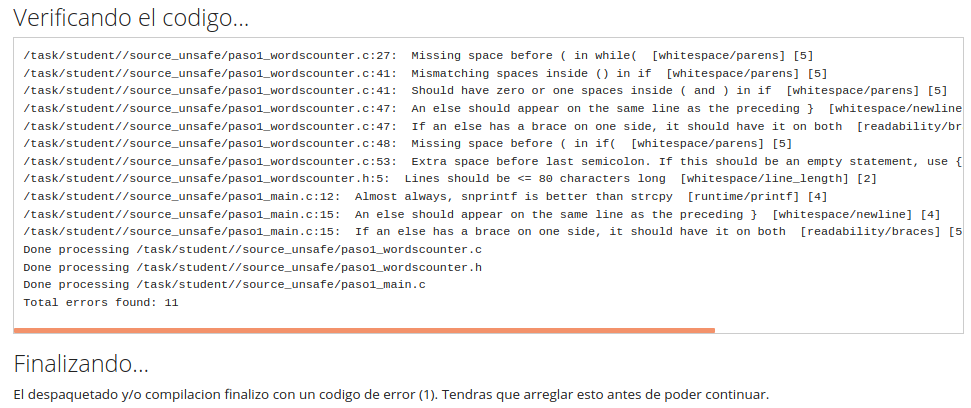 Verificando el codigo...
/task/student//source_unsafe/paso1_wordscounter.c:27:  Missing space before ( in while(  [whitespace/parens] [5]
/task/student//source_unsafe/paso1_wordscounter.c:41:  Mismatching spaces inside () in if  [whitespace/parens] [5]
/task/student//source_unsafe/paso1_wordscounter.c:41:  Should have zero or one spaces inside ( and ) in if  [whitespace/parens] [5]
/task/student//source_unsafe/paso1_wordscounter.c:47:  An else should appear on the same line as the preceding }  [whitespace/newline
/task/student//source_unsafe/paso1_wordscounter.c:47:  If an else has a brace on one side, it should have it on both  [readability/br
/task/student//source_unsafe/paso1_wordscounter.c:48:  Missing space before ( in if(  [whitespace/parens] [5]
/task/student//source_unsafe/paso1_wordscounter.c:53:  Extra space before last semicolon. If this should be an empty statement, use {
/task/student//source_unsafe/paso1_wordscounter.h:5:  Lines should be <= 80 characters long  [whitespace/line_length] [2]
/task/student//source_unsafe/paso1_main.c:12:  Almost always, snprintf is better than strcpy  [runtime/printf] [4]
/task/student//source_unsafe/paso1_main.c:15:  An else should appear on the same line as the preceding }  [whitespace/newline] [4]
/task/student//source_unsafe/paso1_main.c:15:  If an else has a brace on one side, it should have it on both  [readability/braces] [5
Done processing /task/student//source_unsafe/paso1_wordscounter.c
Done processing /task/student//source_unsafe/paso1_wordscounter.h
Done processing /task/student//source_unsafe/paso1_main.c
Total errors found: 11
Finalizando...
El despaquetado y/o compilacion finalizo con un codigo de error (1). Tendras que arreglar esto antes de poder continuar.